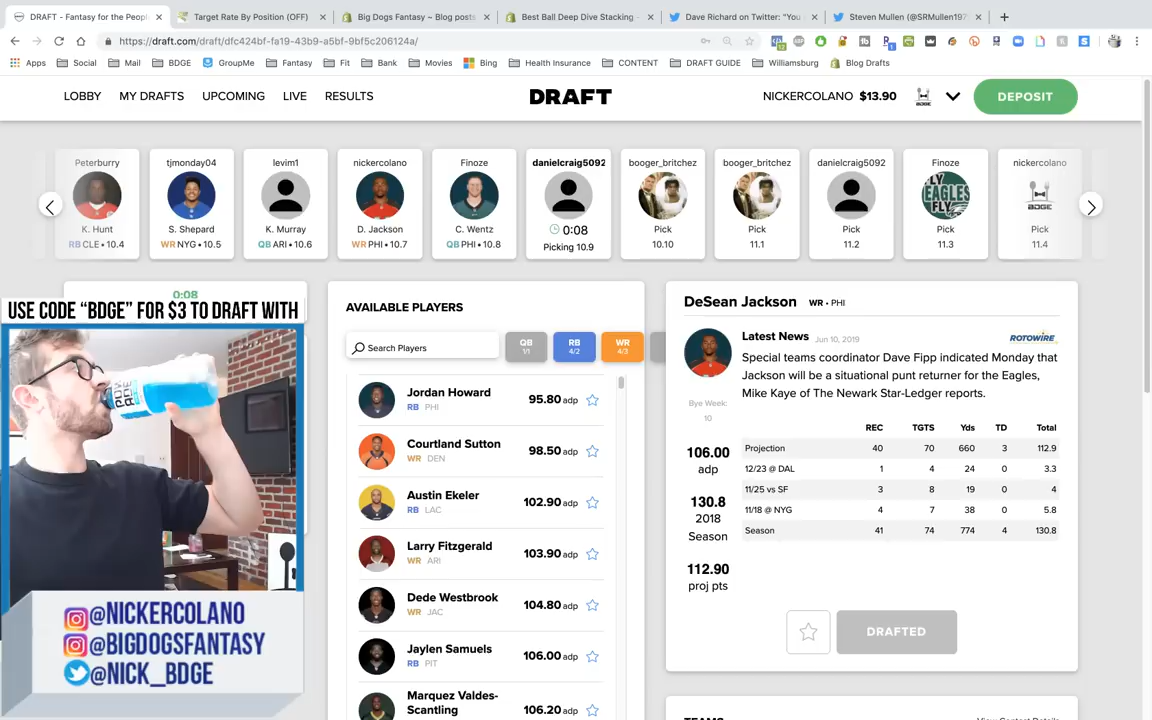 DRAFT - Fantasy for the Peopl
Target Rate By Position (OFF)
Big Dogs Fantasy ~ Blog posts
Best Ball Deep Dive Stacking -
Dave Richard on Twitter: "You
Steven Mullen (@SRMullen197
https://draft.com/draft/dfc424bf-fa19-43b9-a5bf-9bf5c206124a/
Apps Social Mail BDGE GroupMe Fantasy Fit Bank Movies Bing Health Insurance CONTENT DRAFT GUIDE Williamsburg Blog Drafts
LOBBY MY DRAFTS UPCOMING LIVE RESULTS DRAFT NICKERCOLANO $13.90 BDGE DEPOSIT
Peterburry tjmonday04 levim1 nickercolano Finoze danielcraig5092 booger_britchez booger_britchez danielcraig5092 Finoze nickercolano
FLY
EAGLES
FLY
BDGE
K. Hunt S. Shepard K. Murray D. Jackson C. Wentz 0:08 Pick Pick Pick Pick Pick
RB CLE • 10.4 WR NYG • 10.5 QB ARI • 10.6 WR PHI • 10.7 QB PHI • 10.8 Picking 10.9 10.10 11.1 11.2 11.3 11.4
0:08
USE CODE "BDGE" FOR $3 TO DRAFT WITH
@NICKERCOLANO
@BIGDOGSFANTASY
@NICK_BDGE
AVAILABLE PLAYERS
Search Players
QB
1/1
RB
4/2
WR
4/3
Jordan Howard
RB PHI
95.80 adp
Courtland Sutton
WR DEN
98.50 adp
Austin Ekeler
RB LAC
102.90 adp
Larry Fitzgerald
WR ARI
103.90 adp
Dede Westbrook
WR JAC
104.80 adp
Jaylen Samuels
RB PIT
106.00 adp
Marquez Valdes-
Scantling
106.20 adp
DeSean Jackson WR • PHI
Latest News Jun 10, 2019
ROTOWIRE
Special teams coordinator Dave Fipp indicated Monday that
Jackson will be a situational punt returner for the Eagles,
Mike Kaye of The Newark Star-Ledger reports.
Bye Week:
10
106.00
adp
130.8
2018
Season
112.90
proj pts
REC TGTS Yds TD Total
Projection 40 70 660 3 112.9
12/23 @ DAL 1 4 24 0 3.3
11/25 vs SF 3 8 19 0 4
11/18 @ NYG 4 7 38 0 5.8
Season 41 74 774 4 130.8
DRAFTED